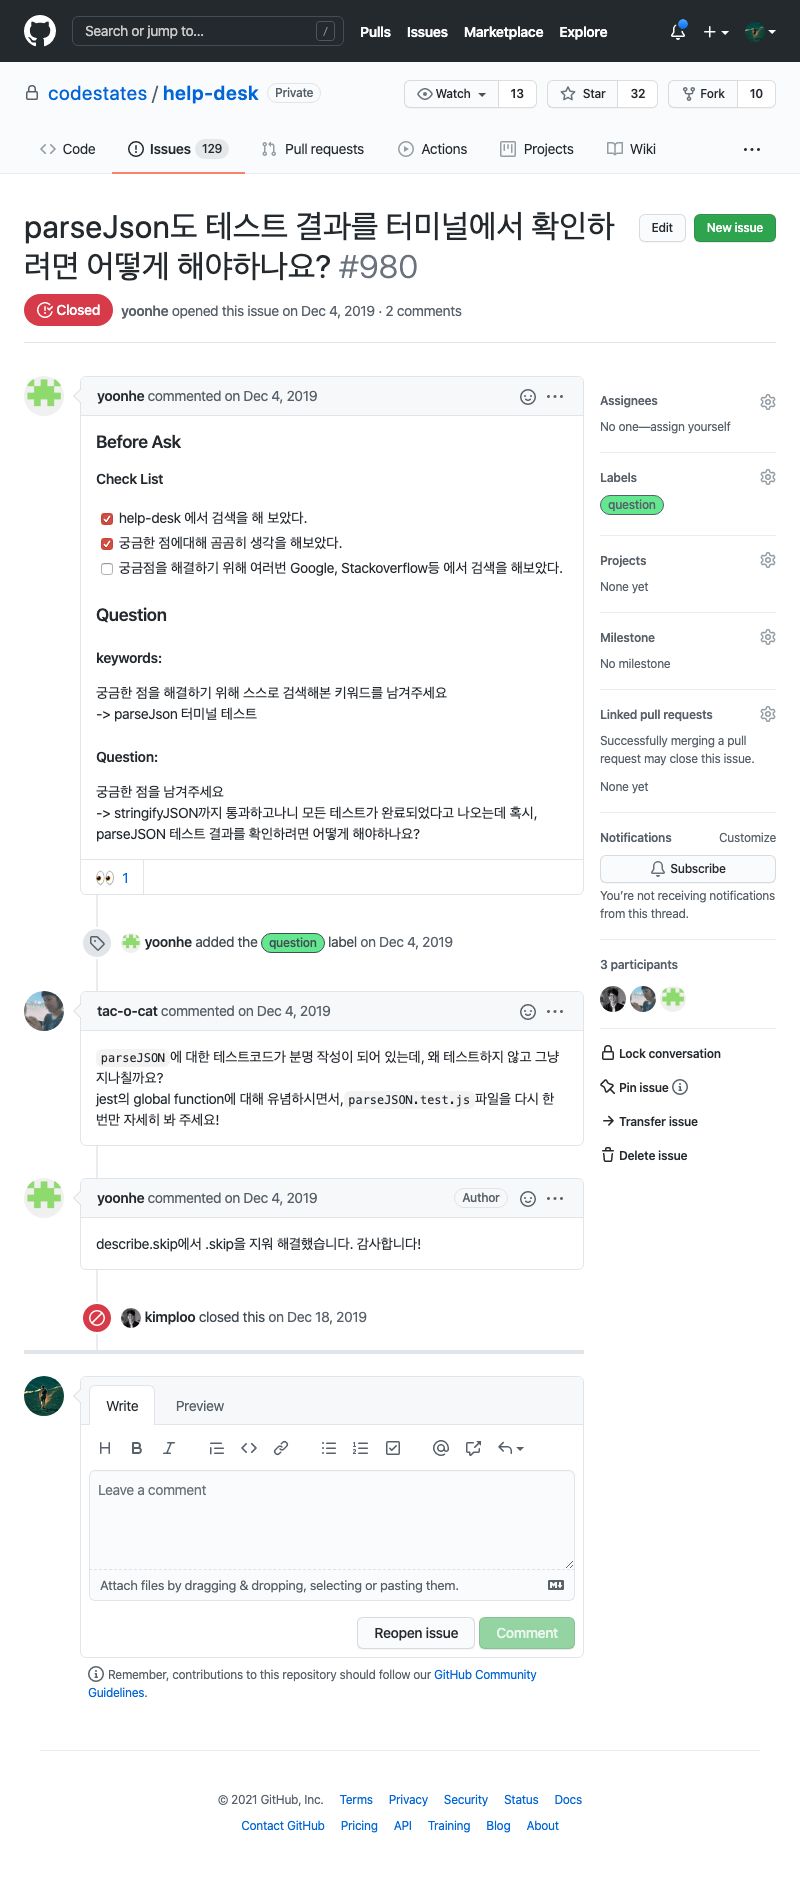 Search or jump to...
/
Pulls
Issues
Marketplace
Explore
codestates / help-desk
Private
Watch
13
Star
32
Fork
10
Code
Issues 129
Pull requests
Actions
Projects
Wiki
parseJson도 테스트 결과를 터미널에서 확인하
려면 어떻게 해야하나요? #980
Edit
New issue
Closed
yoonhe opened this issue on Dec 4, 2019 · 2 comments
yoonhe commented on Dec 4, 2019
Before Ask
Check List
help-desk 에서 검색을 해 보았다.
궁금한 점에대해 곰곰히 생각을 해보았다.
궁금점을 해결하기 위해 여러번 Google, Stackoverflow등 에서 검색을 해보았다.
Question
keywords:
궁금한 점을 해결하기 위해 스스로 검색해본 키워드를 남겨주세요
-> parseJson 터미널 테스트
Question:
궁금한 점을 남겨주세요
-> stringifyJSON까지 통과하고나니 모든 테스트가 완료되었다고 나오는데 혹시,
parseJSON 테스트 결과를 확인하려면 어떻게 해야하나요?
1
yoonhe added the question label on Dec 4, 2019
tac-o-cat commented on Dec 4, 2019
parseJSON 에 대한 테스트코드가 분명 작성이 되어 있는데, 왜 테스트하지 않고 그냥
지나칠까요?
jest의 global function에 대해 유념하시면서, parseJSON.test.js 파일을 다시 한
번만 자세히 봐 주세요!
yoonhe commented on Dec 4, 2019
Author
describe.skip에서 .skip을 지워 해결했습니다. 감사합니다!
kimploo closed this on Dec 18, 2019
Write
Preview
Leave a comment
Attach files by dragging & dropping, selecting or pasting them.
Reopen issue
Comment
Remember, contributions to this repository should follow our GitHub Community
Guidelines.
Assignees
No one—assign yourself
Labels
question
Projects
None yet
Milestone
No milestone
Linked pull requests
Successfully merging a pull
request may close this issue.
None yet
Notifications
Customize
Subscribe
You're not receiving notifications
from this thread.
3 participants
Lock conversation
Pin issue
Transfer issue
Delete issue
© 2021 GitHub, Inc.
Terms
Privacy
Security
Status
Docs
Contact GitHub
Pricing
API
Training
Blog
About